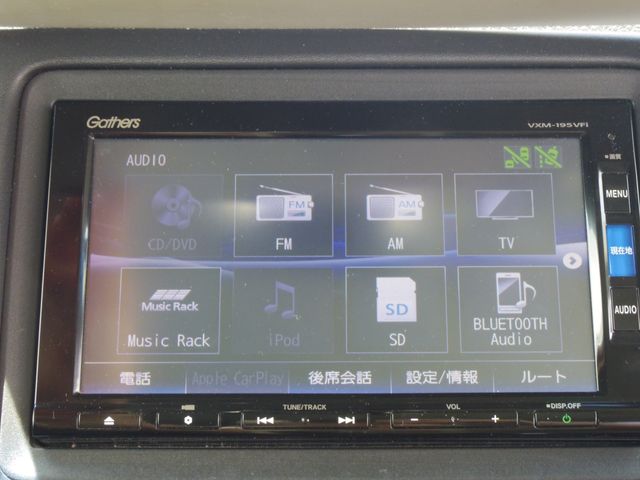 Gathers
VXM-195VFi
AUDIO
画質
MENU
現在地
AUDIO
FM
AM
CD/DVD
FM
AM
TV
Music Rack
SD
Music Rack
iPod
SD
BLUETOOTH
Audio
電話
Apple CarPlay
後席会話
設定/情報
ルート
TUNE/TRACK
VOL
DISP.OFF